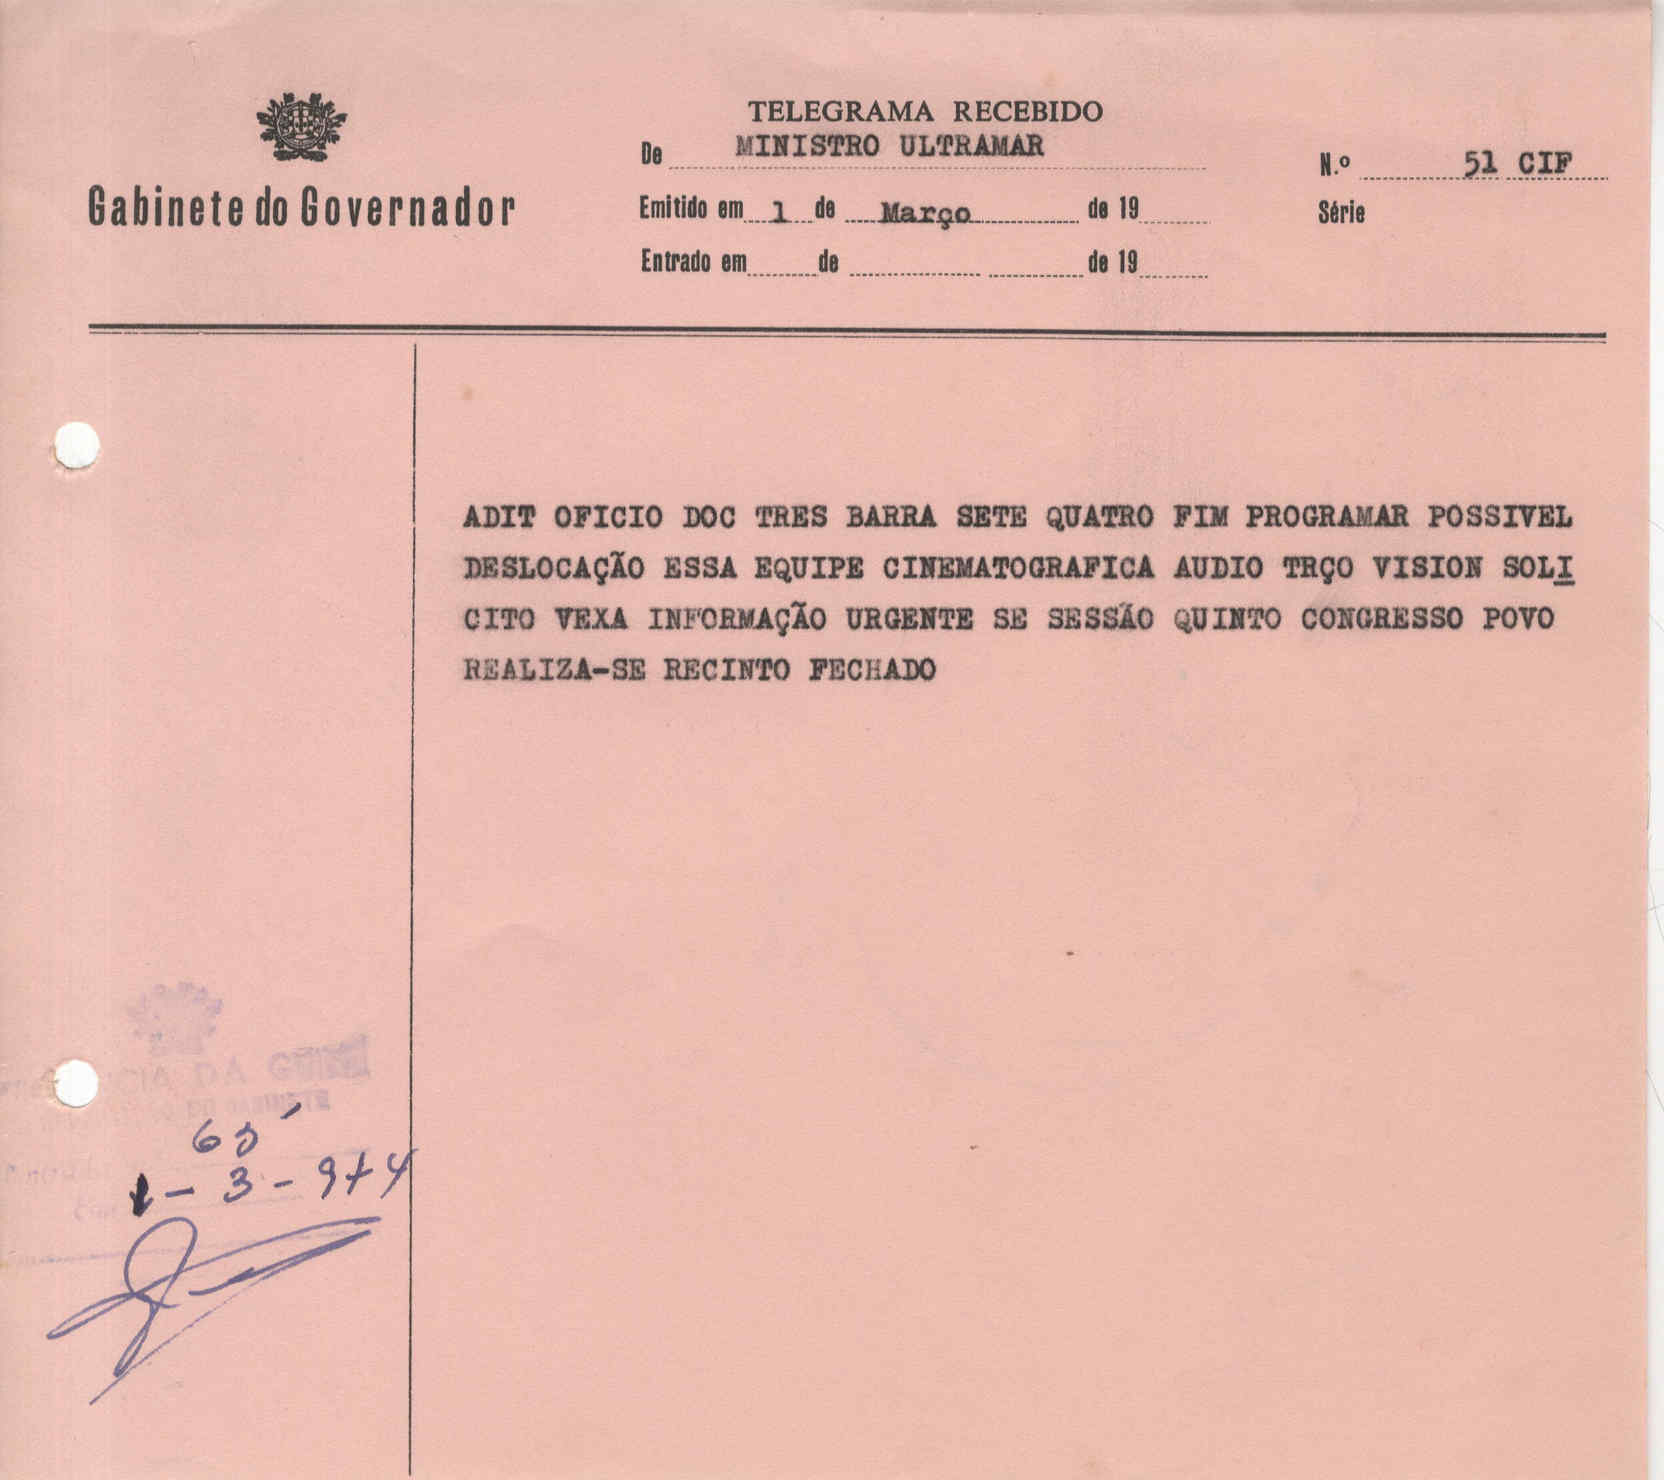 TELEGRAMA RECEBIDO
De MINISTRO ULTRAMAR
N.º 51 CIF
Gabinete do Governador
Emitido em 1 de Março de 19
Série
Entrado em de de 19
ADIT OFICIO DOC TRES BARRA SETE QUATRO FIM PROGRAMAR POSSIVEL
DESLOCAÇÃO ESSA EQUIPE CINEMATOGRAFICA AUDIO TRÇO VISION SOLI
CITO VEXA INFORMAÇÃO URGENTE SE SESSÃO QUINTO CONGRESSO POVO
REALIZA-SE RECINTO FECHADO
CIA DA
DO GABINETE
1-3-974